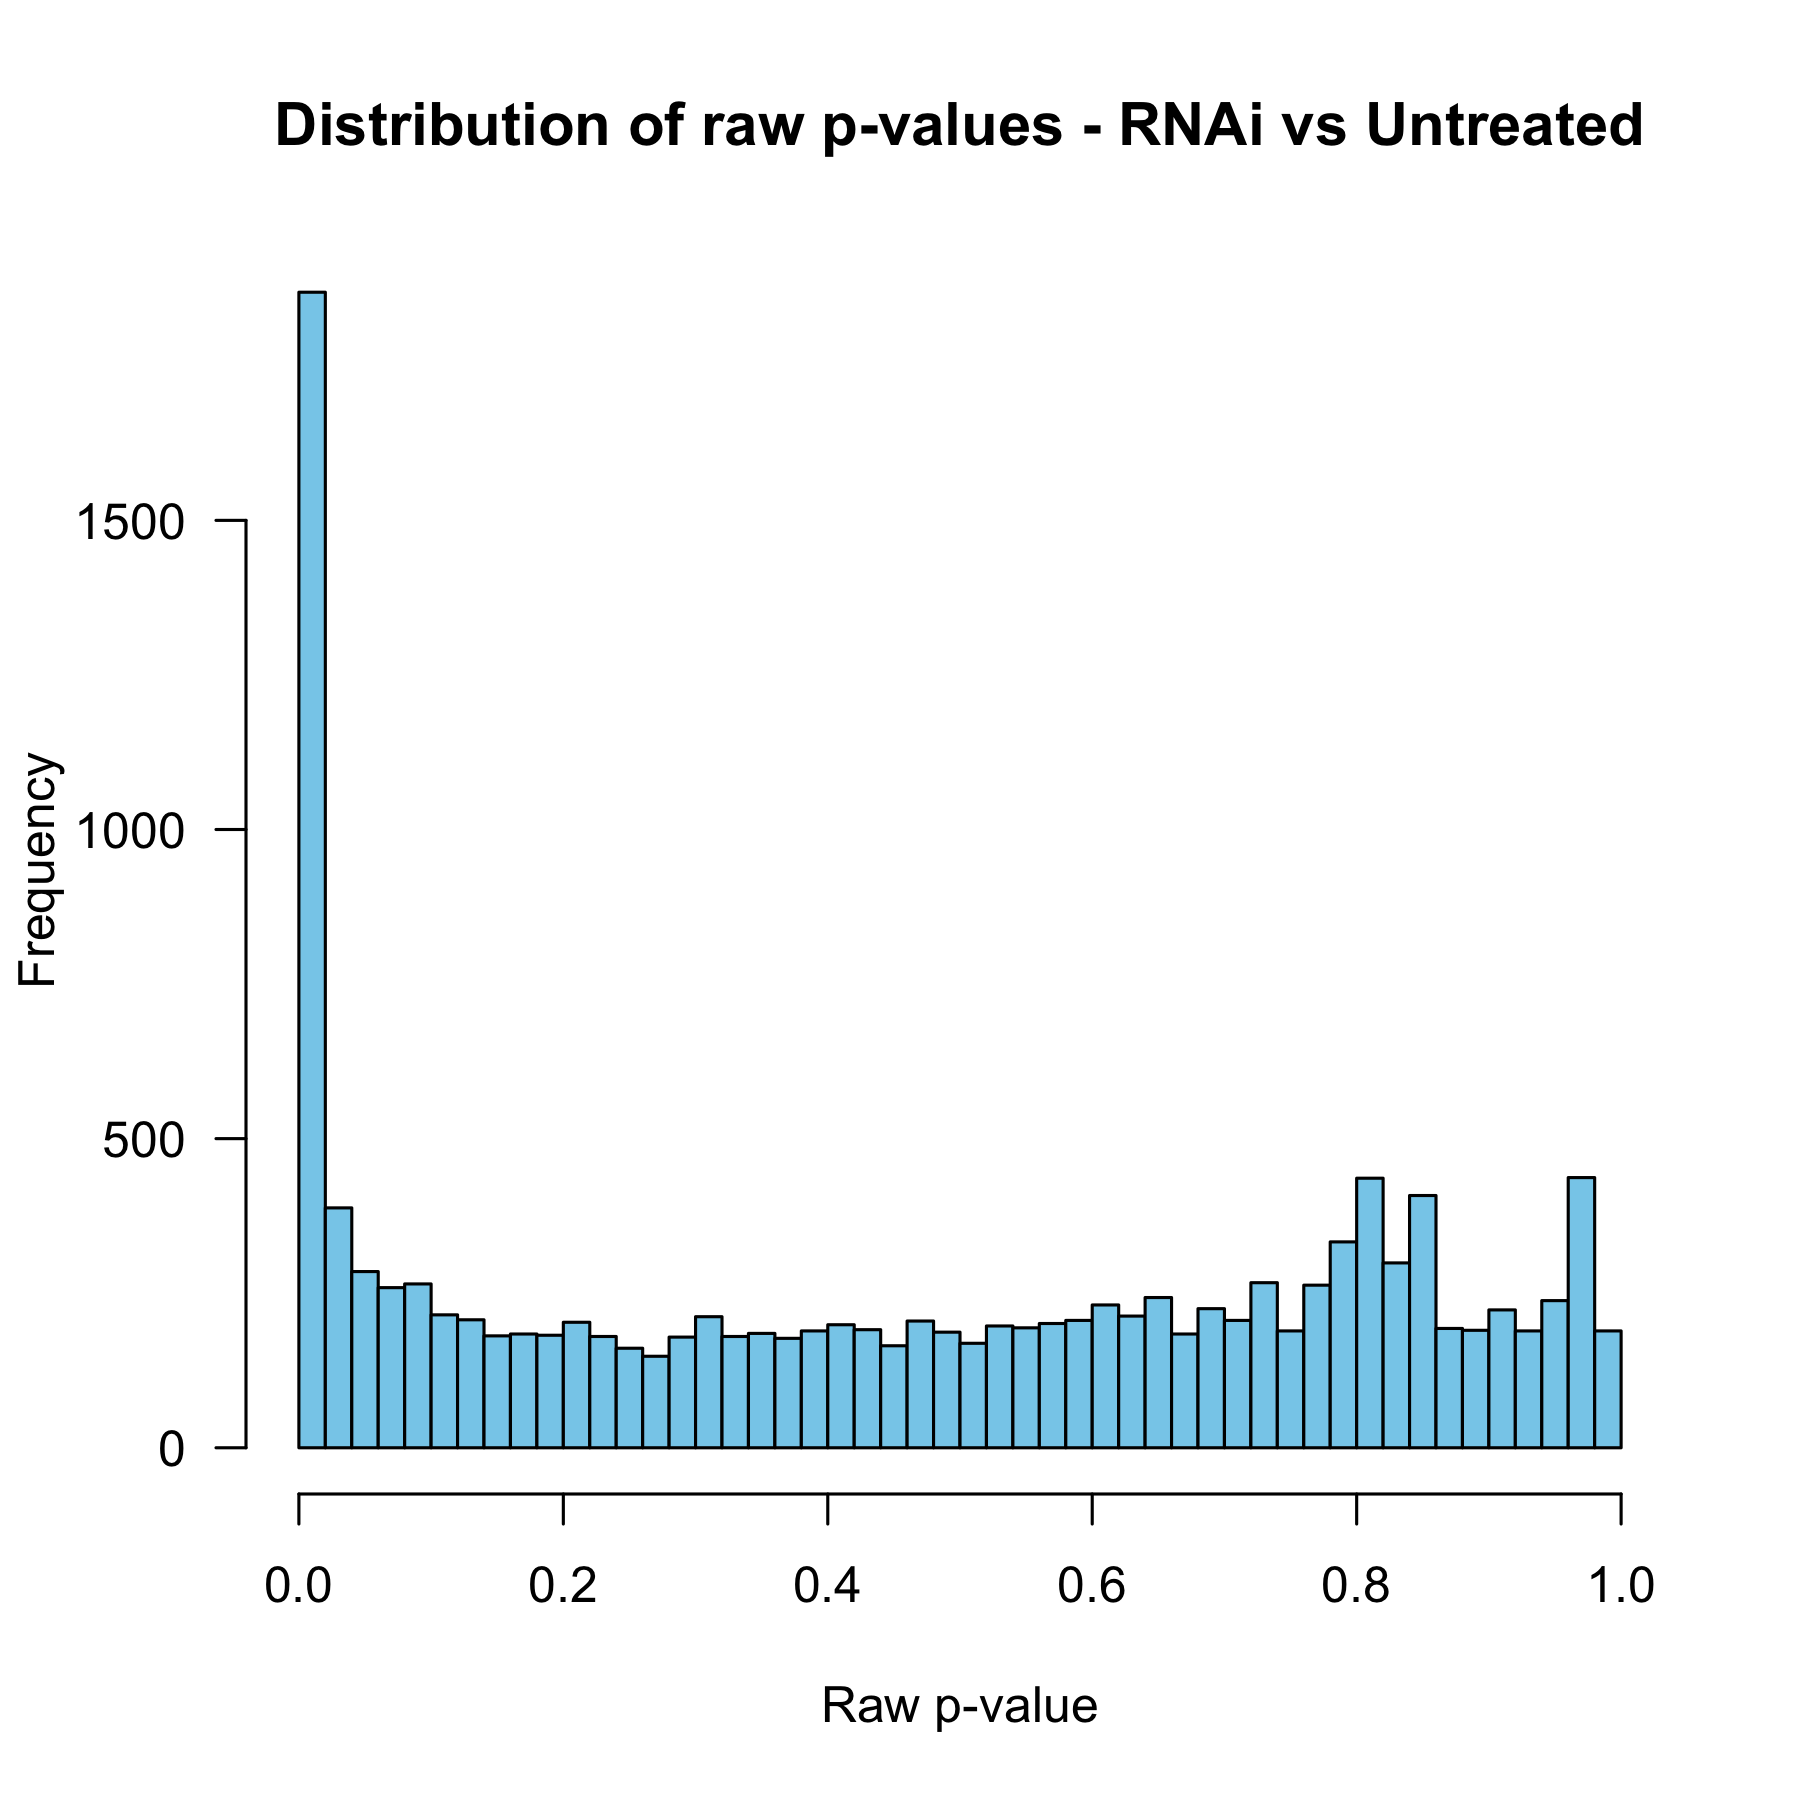 Distribution of raw p-values - RNAi vs Untreated
1500
1000
500
0
Frequency
0.0 0.2 0.4 0.6 0.8 1.0
Raw p-value